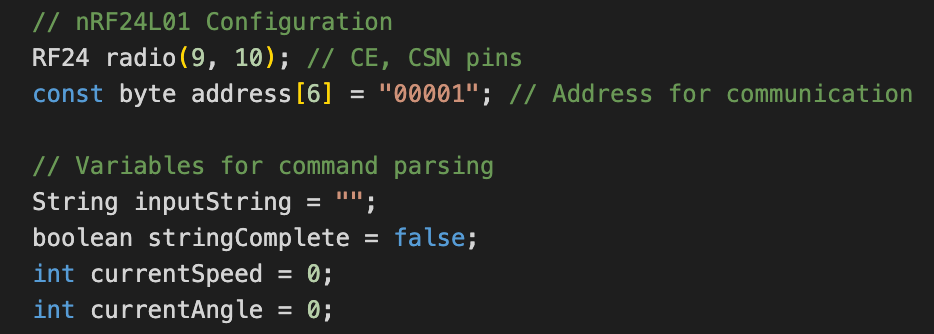 // nRF24L01 Configuration
RF24 radio(9, 10); // CE, CSN pins
const byte address[6] = "00001"; // Address for communication
// Variables for command parsing
String inputString = "";
boolean stringComplete = false;
int currentSpeed = 0;
int currentAngle = 0;